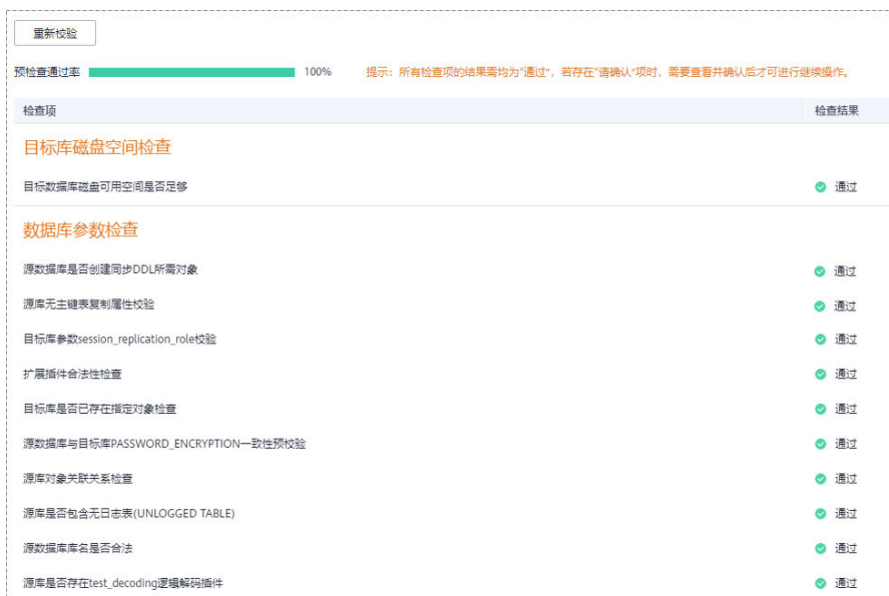 重新校验
预检查通过率 100% 提示：所有检查项的结果需均为“通过”，若存在“请确认”项时，需要查看并确认后才可进行继续操作。
检查项 检查结果
目标库磁盘空间检查
目标数据库磁盘可用空间是否足够 通过
数据库参数检查
源数据库是否创建同步DDL所需对象 通过
源库无主键表复制属性校验 通过
目标库参数session_replication_role校验 通过
扩展插件合法性检查 通过
目标库是否已存在指定对象检查 通过
源数据库与目标库PASSWORD_ENCRYPTION一致性预校验 通过
源库对象关联关系检查 通过
源库是否包含无日志表(UNLOGGED TABLE) 通过
源数据库库名是否合法 通过
源库是否存在test_decoding逻辑解码插件 通过